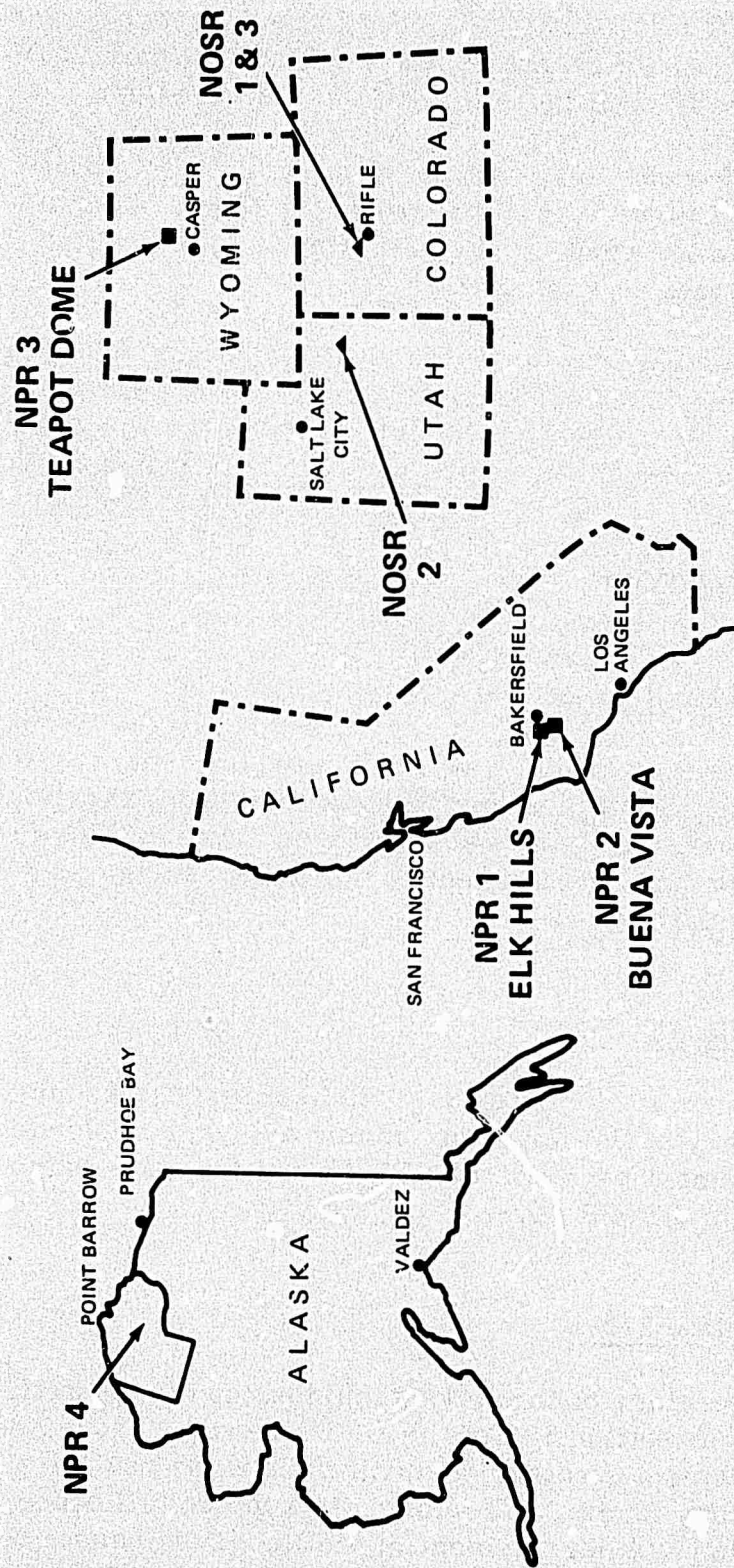 POINT BARROW
PRUDHOE BAY
NPR 4
ALASKA
VALDEZ
CALIFORNIA
SAN FRANCISCO
BAKERSFIELD
LOS
ANGELES
NPR 1
ELK HILLS
NPR 2
BUENA VISTA
NPR 3
TEAPOT DOME
CASPER
WYOMING
NOSR
1 & 3
SALT LAKE
CITY
RIFLE
UTAH
COLORADO
NOSR
2